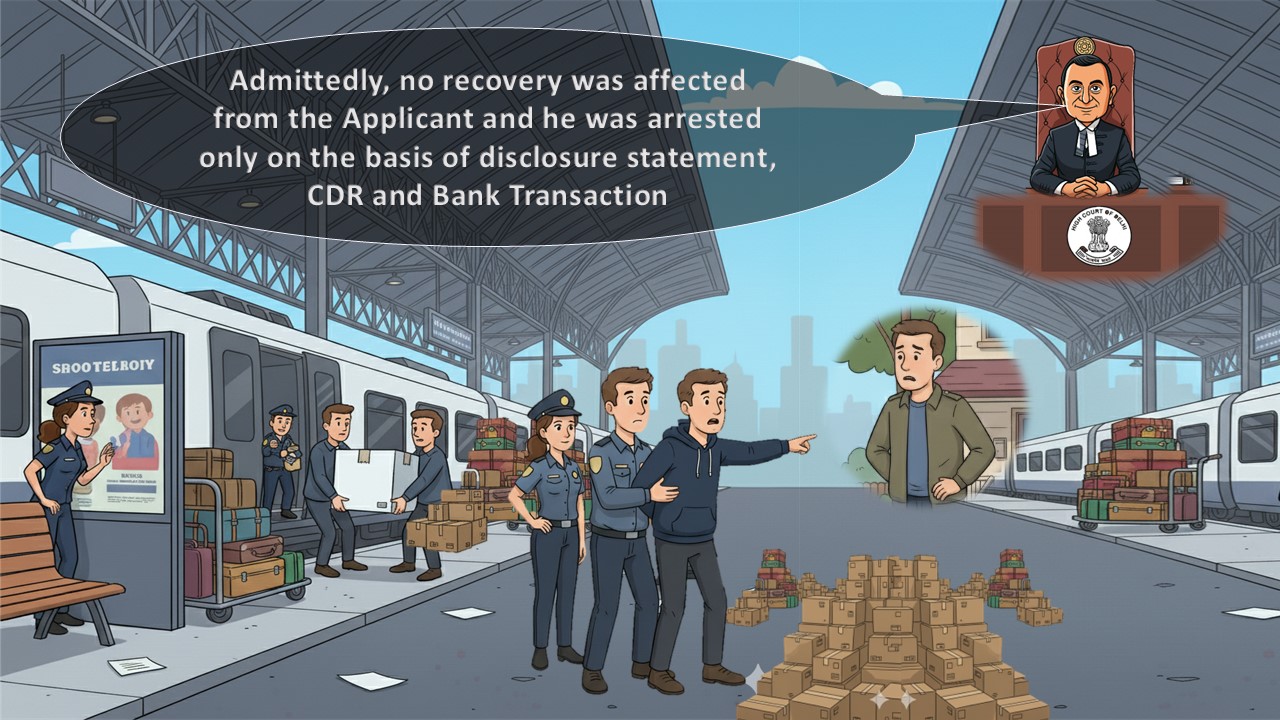 Admittedly, no recovery was affected
from the Applicant and he was arrested
only on the basis of disclosure statement,
CDR and Bank Transaction
HIGH COURT OF DELHI
SROOTELROIY